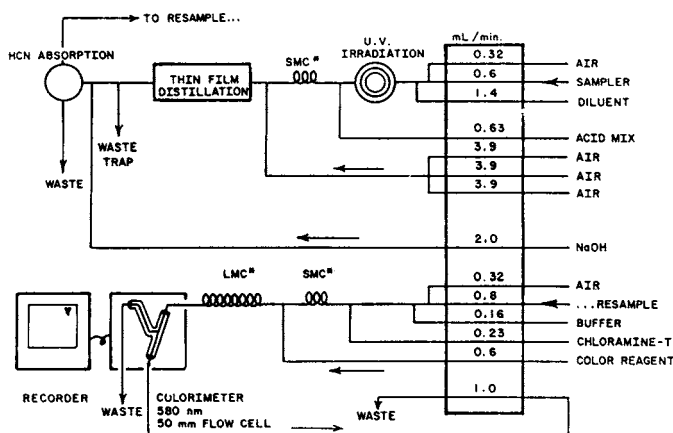 TO RESAMPLE...
HCN ABSORPTION
SMC*
U.V.
IRRADIATION
mL/min.
THIN FILM
DISTILLATION
0.32
AIR
0.6
SAMPLER
1.4
DILUENT
WASTE
TRAP
WASTE
0.63
ACID MIX
3.9
AIR
3.9
AIR
3.9
AIR
2.0
NaOH
LMC*
SMC*
0.32
AIR
0.8
...RESAMPLE
0.16
BUFFER
0.23
CHLORAMINE-T
0.6
COLOR REAGENT
RECORDER
WASTE
COLORIMETER
580 nm
50 mm FLOW CELL
WASTE
1.0